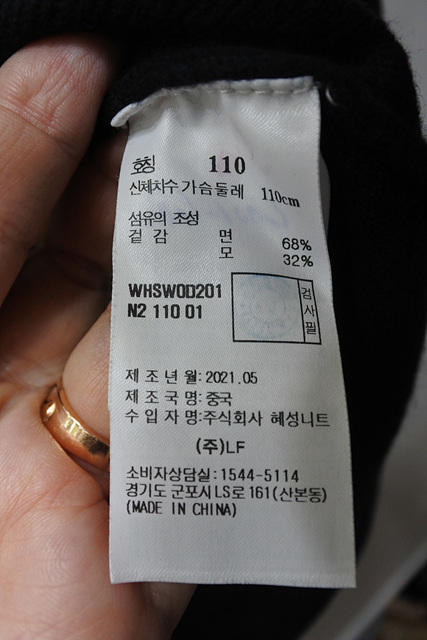 호칭 110
신체치수 가슴둘레 110cm
섬유의 조성
겉감 면 68%
모 32%
WHSWOD201
N2 110 01
검사필
제조년월: 2021.05
제조국명: 중국
수입자명:주식회사 혜성니트
(주)LF
소비자상담실: 1544-5114
경기도 군포시 LS로 161(산본동)
(MADE IN CHINA)